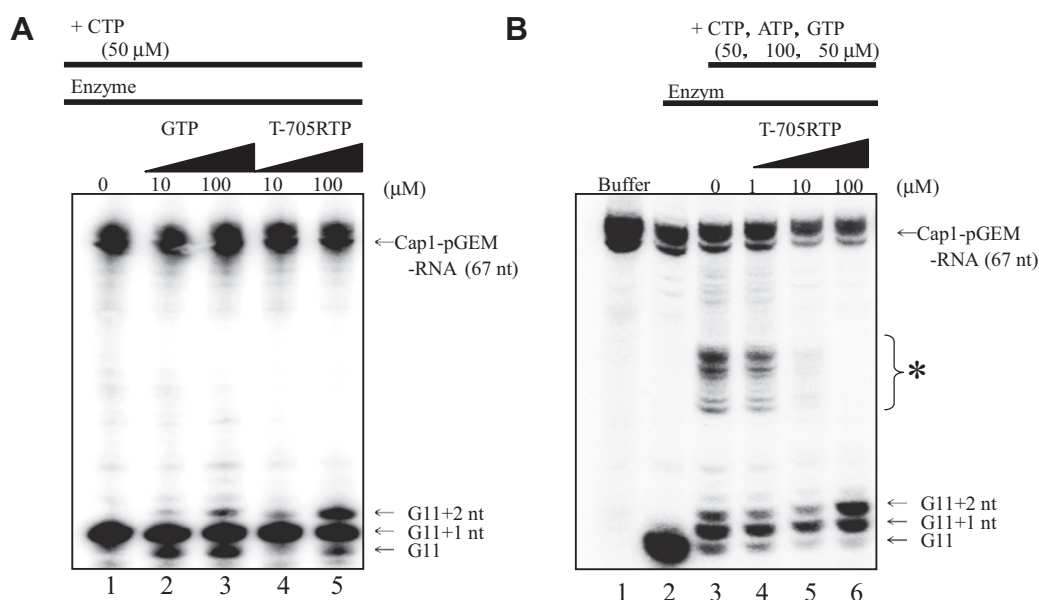 A
+ CTP
(50 μM)
Enzyme
GTP T-705RTP
0 10 100 10 100 (μM)
←Cap1-pGEM
-RNA (67 nt)
← G11+2 nt
← G11+1 nt
← G11
1 2 3 4 5
B
+ CTP, ATP, GTP
(50, 100, 50 μM)
Enzym
T-705RTP
Buffer 0 1 10 100 (μM)
←Cap1-pGEM
-RNA (67 nt)
*
← G11+2 nt
← G11+1 nt
← G11
1 2 3 4 5 6